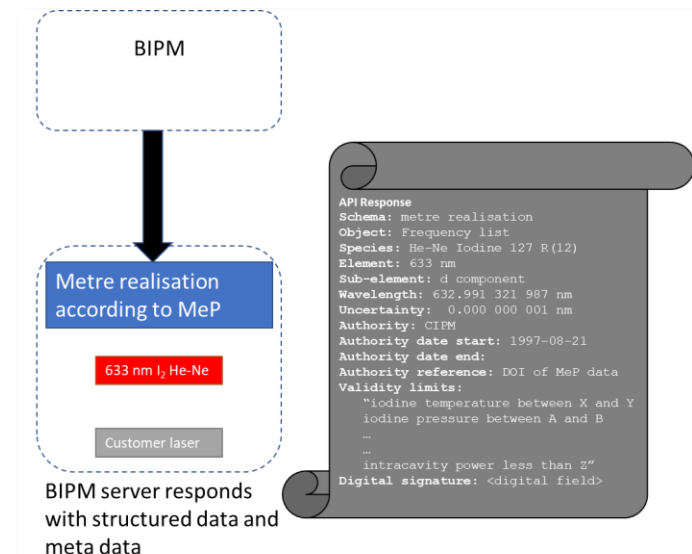 BIPM
Metre realisation
according to MeP
633 nm I₂ He-Ne
Customer laser
BIPM server responds
with structured data and
meta data
API Response
Schema: metre realisation
Object: Frequency list
Species: He-Ne Iodine 127 R(12)
Element: 633 nm
Sub-element: d component
Wavelength: 632.991 321 987 nm
Uncertainty: 0.000 000 001 nm
Authority: CIPM
Authority date start: 1997-08-21
Authority date end:
Authority reference: DOI of MeP data
Validity limits:
“iodine temperature between X and Y
iodine pressure between A and B
…
…
intracavity power less than Z”
Digital signature: <digital field>